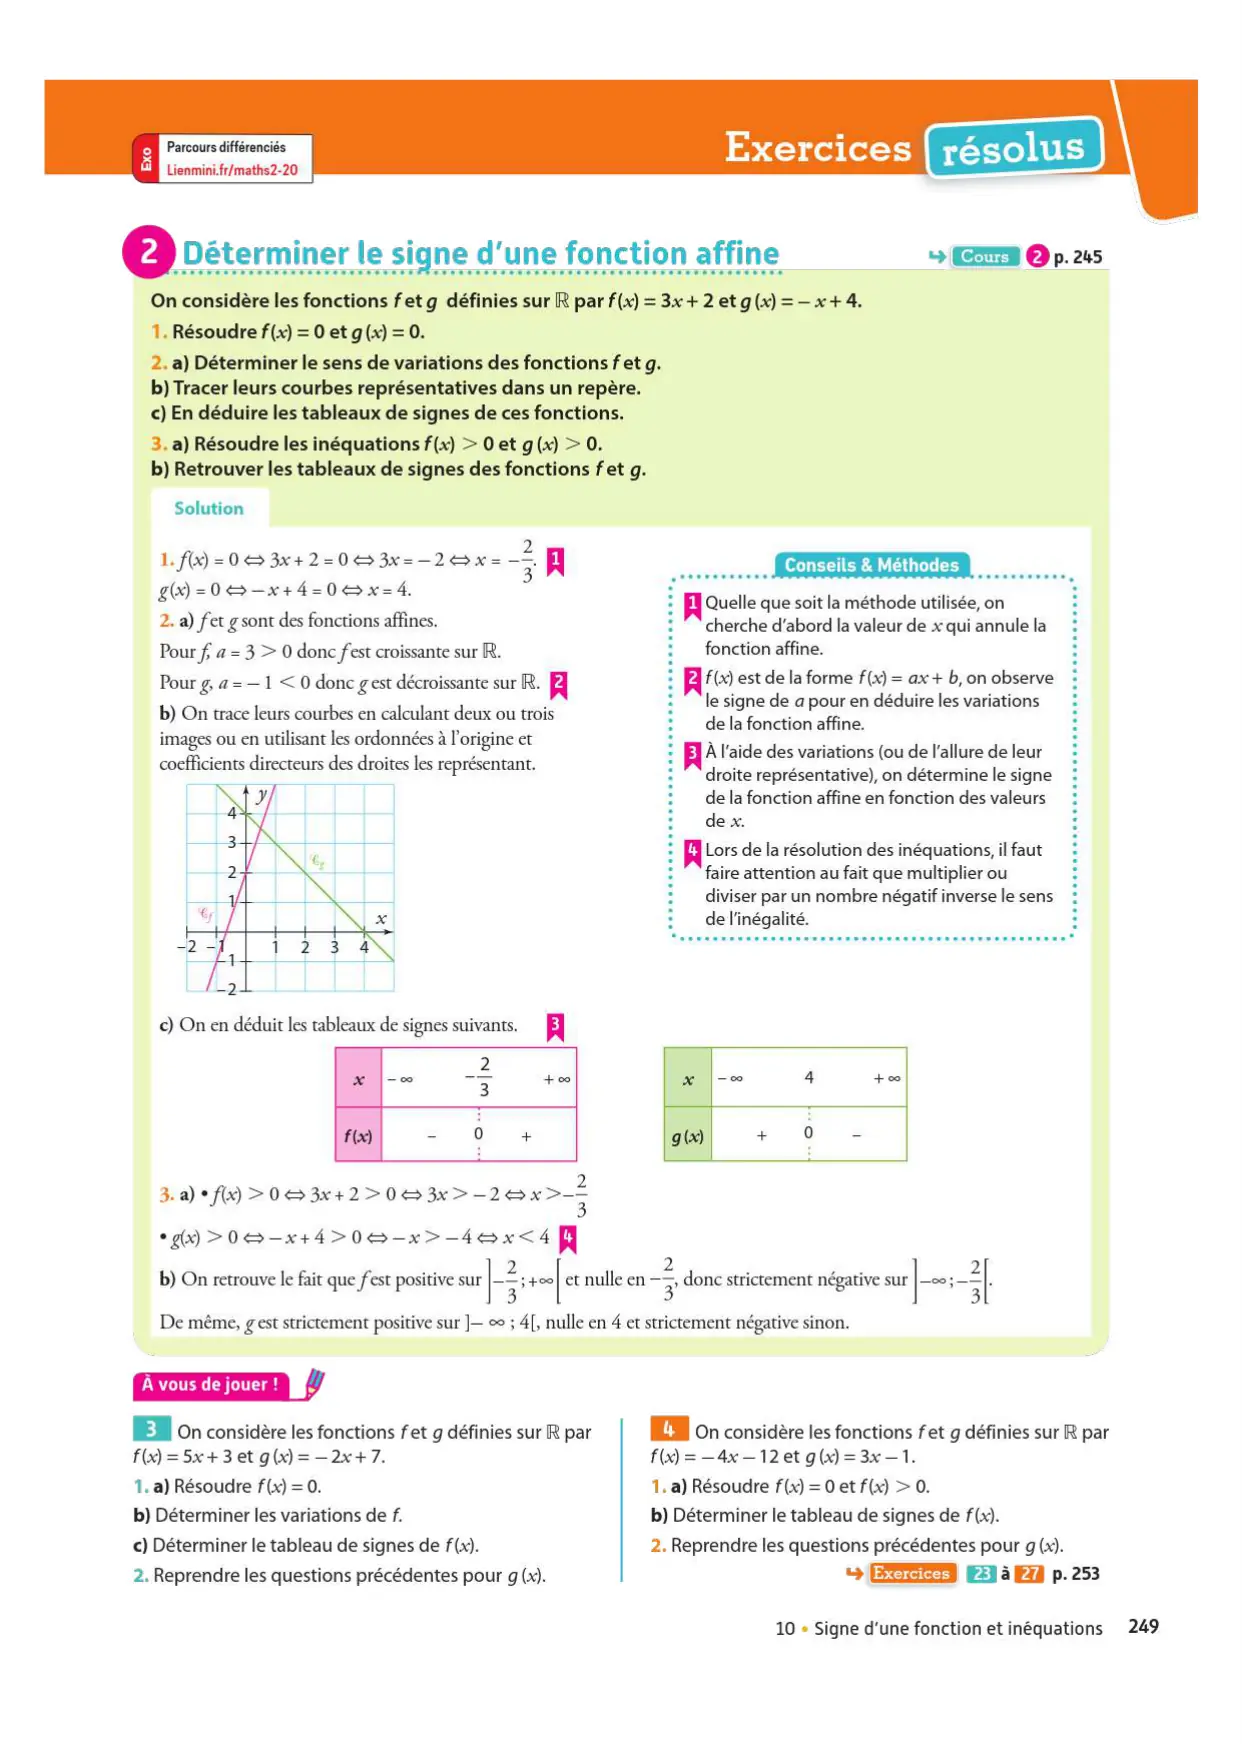 Exo
Parcours différenciés
Lienmini.fr/maths2-20
Exercices résolus
2 Déterminer le signe d'une fonction affine
↪ Cours 2 p. 245
On considère les fonctions f et g définies sur ℝ par f(x) = 3x + 2 et g(x) = – x + 4.
1. Résoudre f(x) = 0 et g(x) = 0.
2. a) Déterminer le sens de variations des fonctions f et g.
b) Tracer leurs courbes représentatives dans un repère.
c) En déduire les tableaux de signes de ces fonctions.
3. a) Résoudre les inéquations f(x) > 0 et g(x) > 0.
b) Retrouver les tableaux de signes des fonctions f et g.
Solution
1. f(x) = 0 ⇔ 3x + 2 = 0 ⇔ 3x = – 2 ⇔ x = –2/3. 1
g(x) = 0 ⇔ – x + 4 = 0 ⇔ x = 4.
2. a) f et g sont des fonctions affines.
Pour f, a = 3 > 0 donc f est croissante sur ℝ.
Pour g, a = – 1 < 0 donc g est décroissante sur ℝ. 2
b) On trace leurs courbes en calculant deux ou trois
images ou en utilisant les ordonnées à l'origine et
coefficients directeurs des droites les représentant.
Conseils & Méthodes
1 Quelle que soit la méthode utilisée, on
cherche d'abord la valeur de x qui annule la
fonction affine.
2 f(x) est de la forme f(x) = ax + b, on observe
le signe de a pour en déduire les variations
de la fonction affine.
3 À l'aide des variations (ou de l'allure de leur
droite représentative), on détermine le signe
de la fonction affine en fonction des valeurs
de x.
4 Lors de la résolution des inéquations, il faut
faire attention au fait que multiplier ou
diviser par un nombre négatif inverse le sens
de l'inégalité.
y
4
3
𝒞g
2
1
𝒞f
x
–2 –1 1 2 3 4
–1
–2
c) On en déduit les tableaux de signes suivants. 3
x – ∞ –2/3 + ∞
f(x) – 0 +
x – ∞ 4 + ∞
g(x) + 0 –
3. a) • f(x) > 0 ⇔ 3x + 2 > 0 ⇔ 3x > – 2 ⇔ x > –2/3
• g(x) > 0 ⇔ – x + 4 > 0 ⇔ – x > – 4 ⇔ x < 4 4
b) On retrouve le fait que f est positive sur ]–2/3 ; +∞[ et nulle en –2/3, donc strictement négative sur ]–∞ ; –2/3[.
De même, g est strictement positive sur ]– ∞ ; 4[, nulle en 4 et strictement négative sinon.
À vous de jouer !
3 On considère les fonctions f et g définies sur ℝ par
f(x) = 5x + 3 et g(x) = – 2x + 7.
1. a) Résoudre f(x) = 0.
b) Déterminer les variations de f.
c) Déterminer le tableau de signes de f(x).
2. Reprendre les questions précédentes pour g(x).
4 On considère les fonctions f et g définies sur ℝ par
f(x) = – 4x – 12 et g(x) = 3x – 1.
1. a) Résoudre f(x) = 0 et f(x) > 0.
b) Déterminer le tableau de signes de f(x).
2. Reprendre les questions précédentes pour g(x).
↪ Exercices 23 à 27 p. 253
10 • Signe d'une fonction et inéquations 249